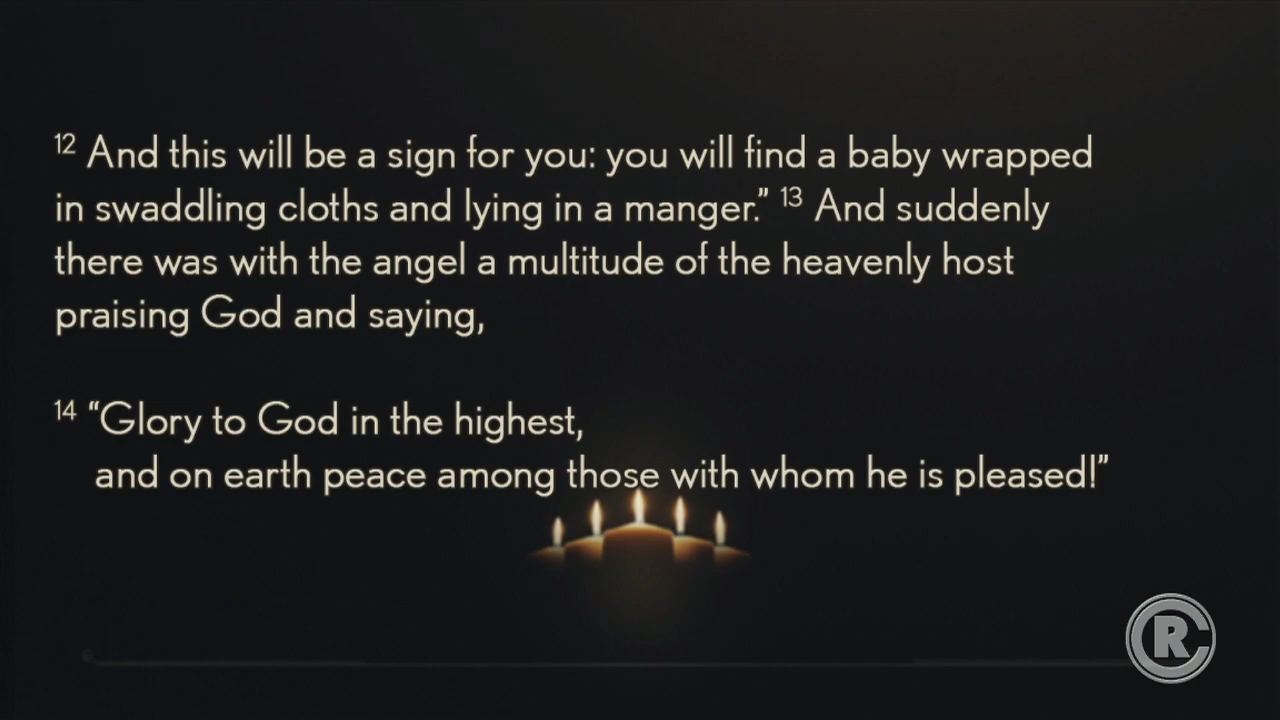 12 And this will be a sign for you: you will find a baby wrapped
in swaddling cloths and lying in a manger.” 13 And suddenly
there was with the angel a multitude of the heavenly host
praising God and saying,
14 “Glory to God in the highest,
and on earth peace among those with whom he is pleased!”
RC